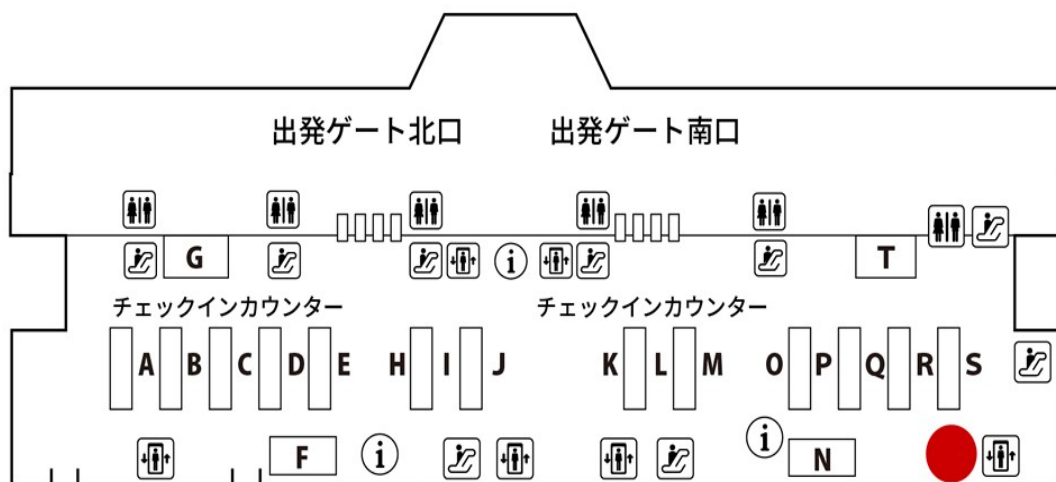 出発ゲート北口 出発ゲート南口
G i T
チェックインカウンター チェックインカウンター
A B C D E H I J K L M O P Q R S
F i i N